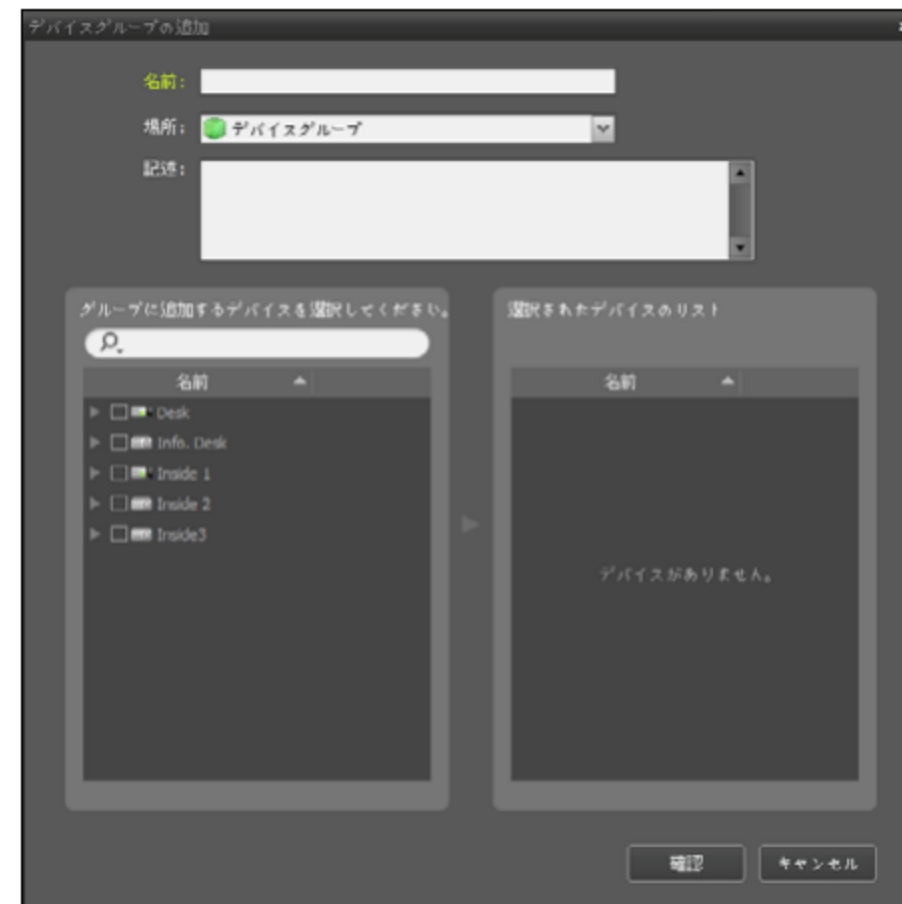 デバイスグループの追加
名前:
場所: デバイスグループ
記述:
グループに追加するデバイスを選択してください。
名前
Desk
Info. Desk
Inside 1
Inside 2
Inside3
選択されたデバイスのリスト
名前
デバイスがありません。
確認 キャンセル